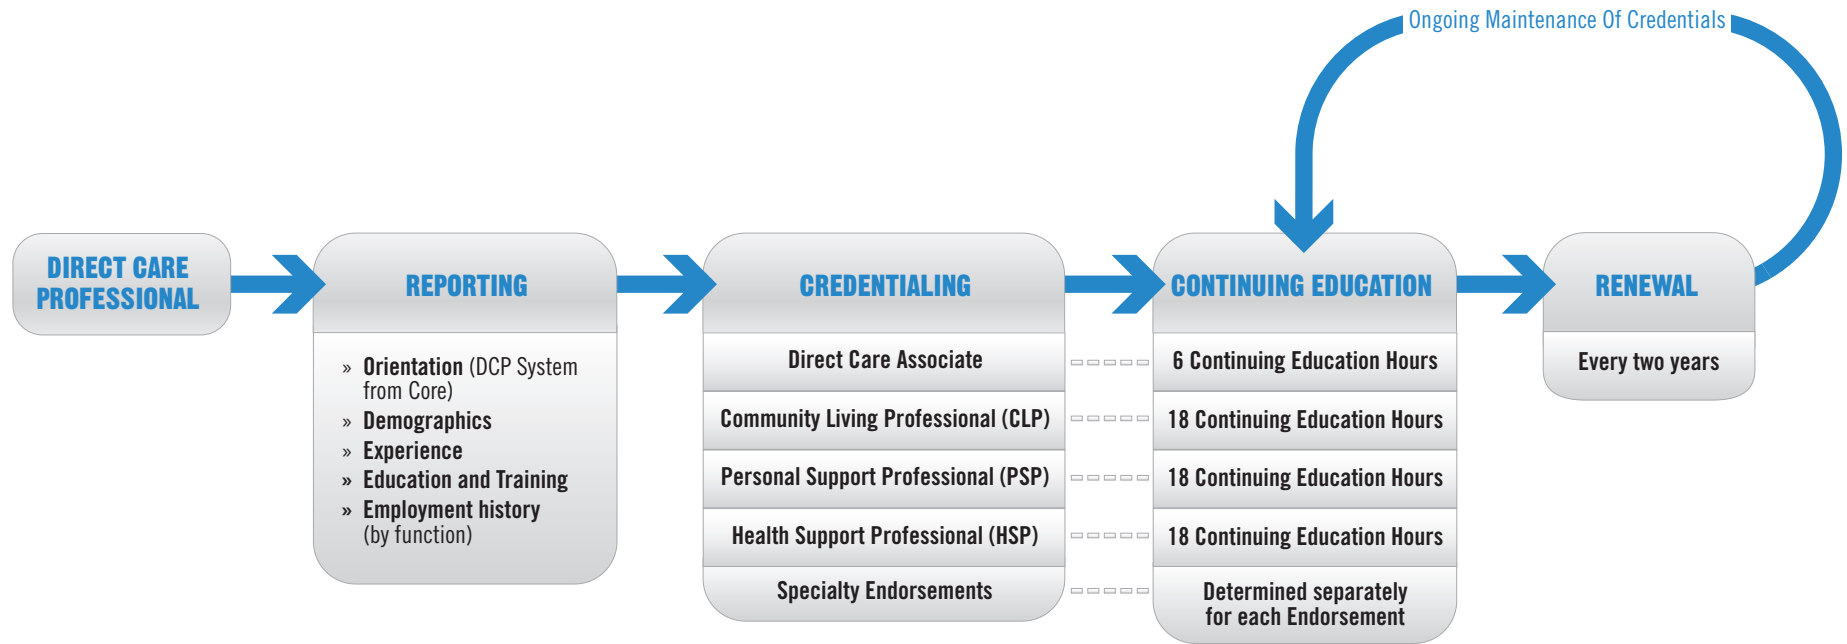 Ongoing Maintenance Of Credentials
DIRECT CARE
PROFESSIONAL
REPORTING
» Orientation (DCP System
from Core)
» Demographics
» Experience
» Education and Training
» Employment history
(by function)
CREDENTIALING
Direct Care Associate
Community Living Professional (CLP)
Personal Support Professional (PSP)
Health Support Professional (HSP)
Specialty Endorsements
CONTINUING EDUCATION
6 Continuing Education Hours
18 Continuing Education Hours
18 Continuing Education Hours
18 Continuing Education Hours
Determined separately
for each Endorsement
RENEWAL
Every two years